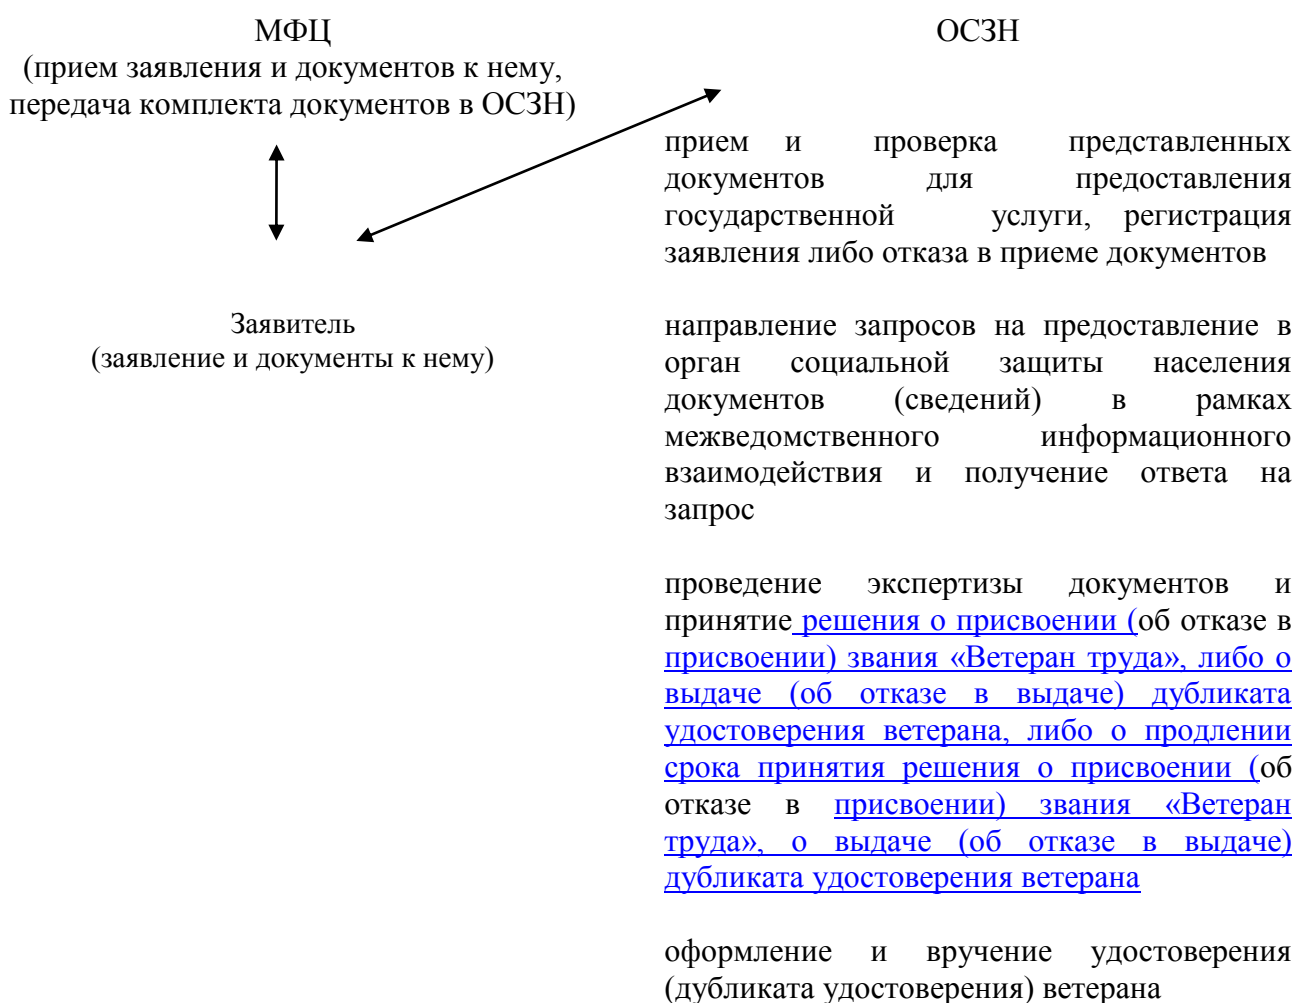 МФЦ
(прием заявления и документов к нему,
передача комплекта документов в ОСЗН)
Заявитель
(заявление и документы к нему)
ОСЗН
прием и проверка представленных
документов для предоставления
государственной услуги, регистрация
заявления либо отказа в приеме документов
направление запросов на предоставление в
орган социальной защиты населения
документов (сведений) в рамках
межведомственного информационного
взаимодействия и получение ответа на
запрос
проведение экспертизы документов и
принятие решения о присвоении (об отказе в
присвоении) звания «Ветеран труда», либо о
выдаче (об отказе в выдаче) дубликата
удостоверения ветерана, либо о продлении
срока принятия решения о присвоении (об
отказе в присвоении) звания «Ветеран
труда», о выдаче (об отказе в выдаче)
дубликата удостоверения ветерана
оформление и вручение удостоверения
(дубликата удостоверения) ветерана